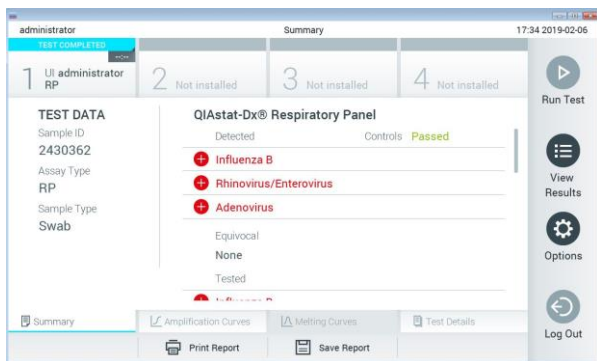 administrator
Summary
17:34 2019-02-06
TEST COMPLETED
--:--
1 UI administrator
RP
2 Not installed
3 Not installed
4 Not installed
Run Test
View
Results
Options
Log Out
TEST DATA
Sample ID
2430362
Assay Type
RP
Sample Type
Swab
QIAstat-Dx® Respiratory Panel
Detected
Controls Passed
Influenza B
Rhinovirus/Enterovirus
Adenovirus
Equivocal
None
Tested
Influenza B
Summary
Amplification Curves
Melting Curves
Test Details
Print Report
Save Report